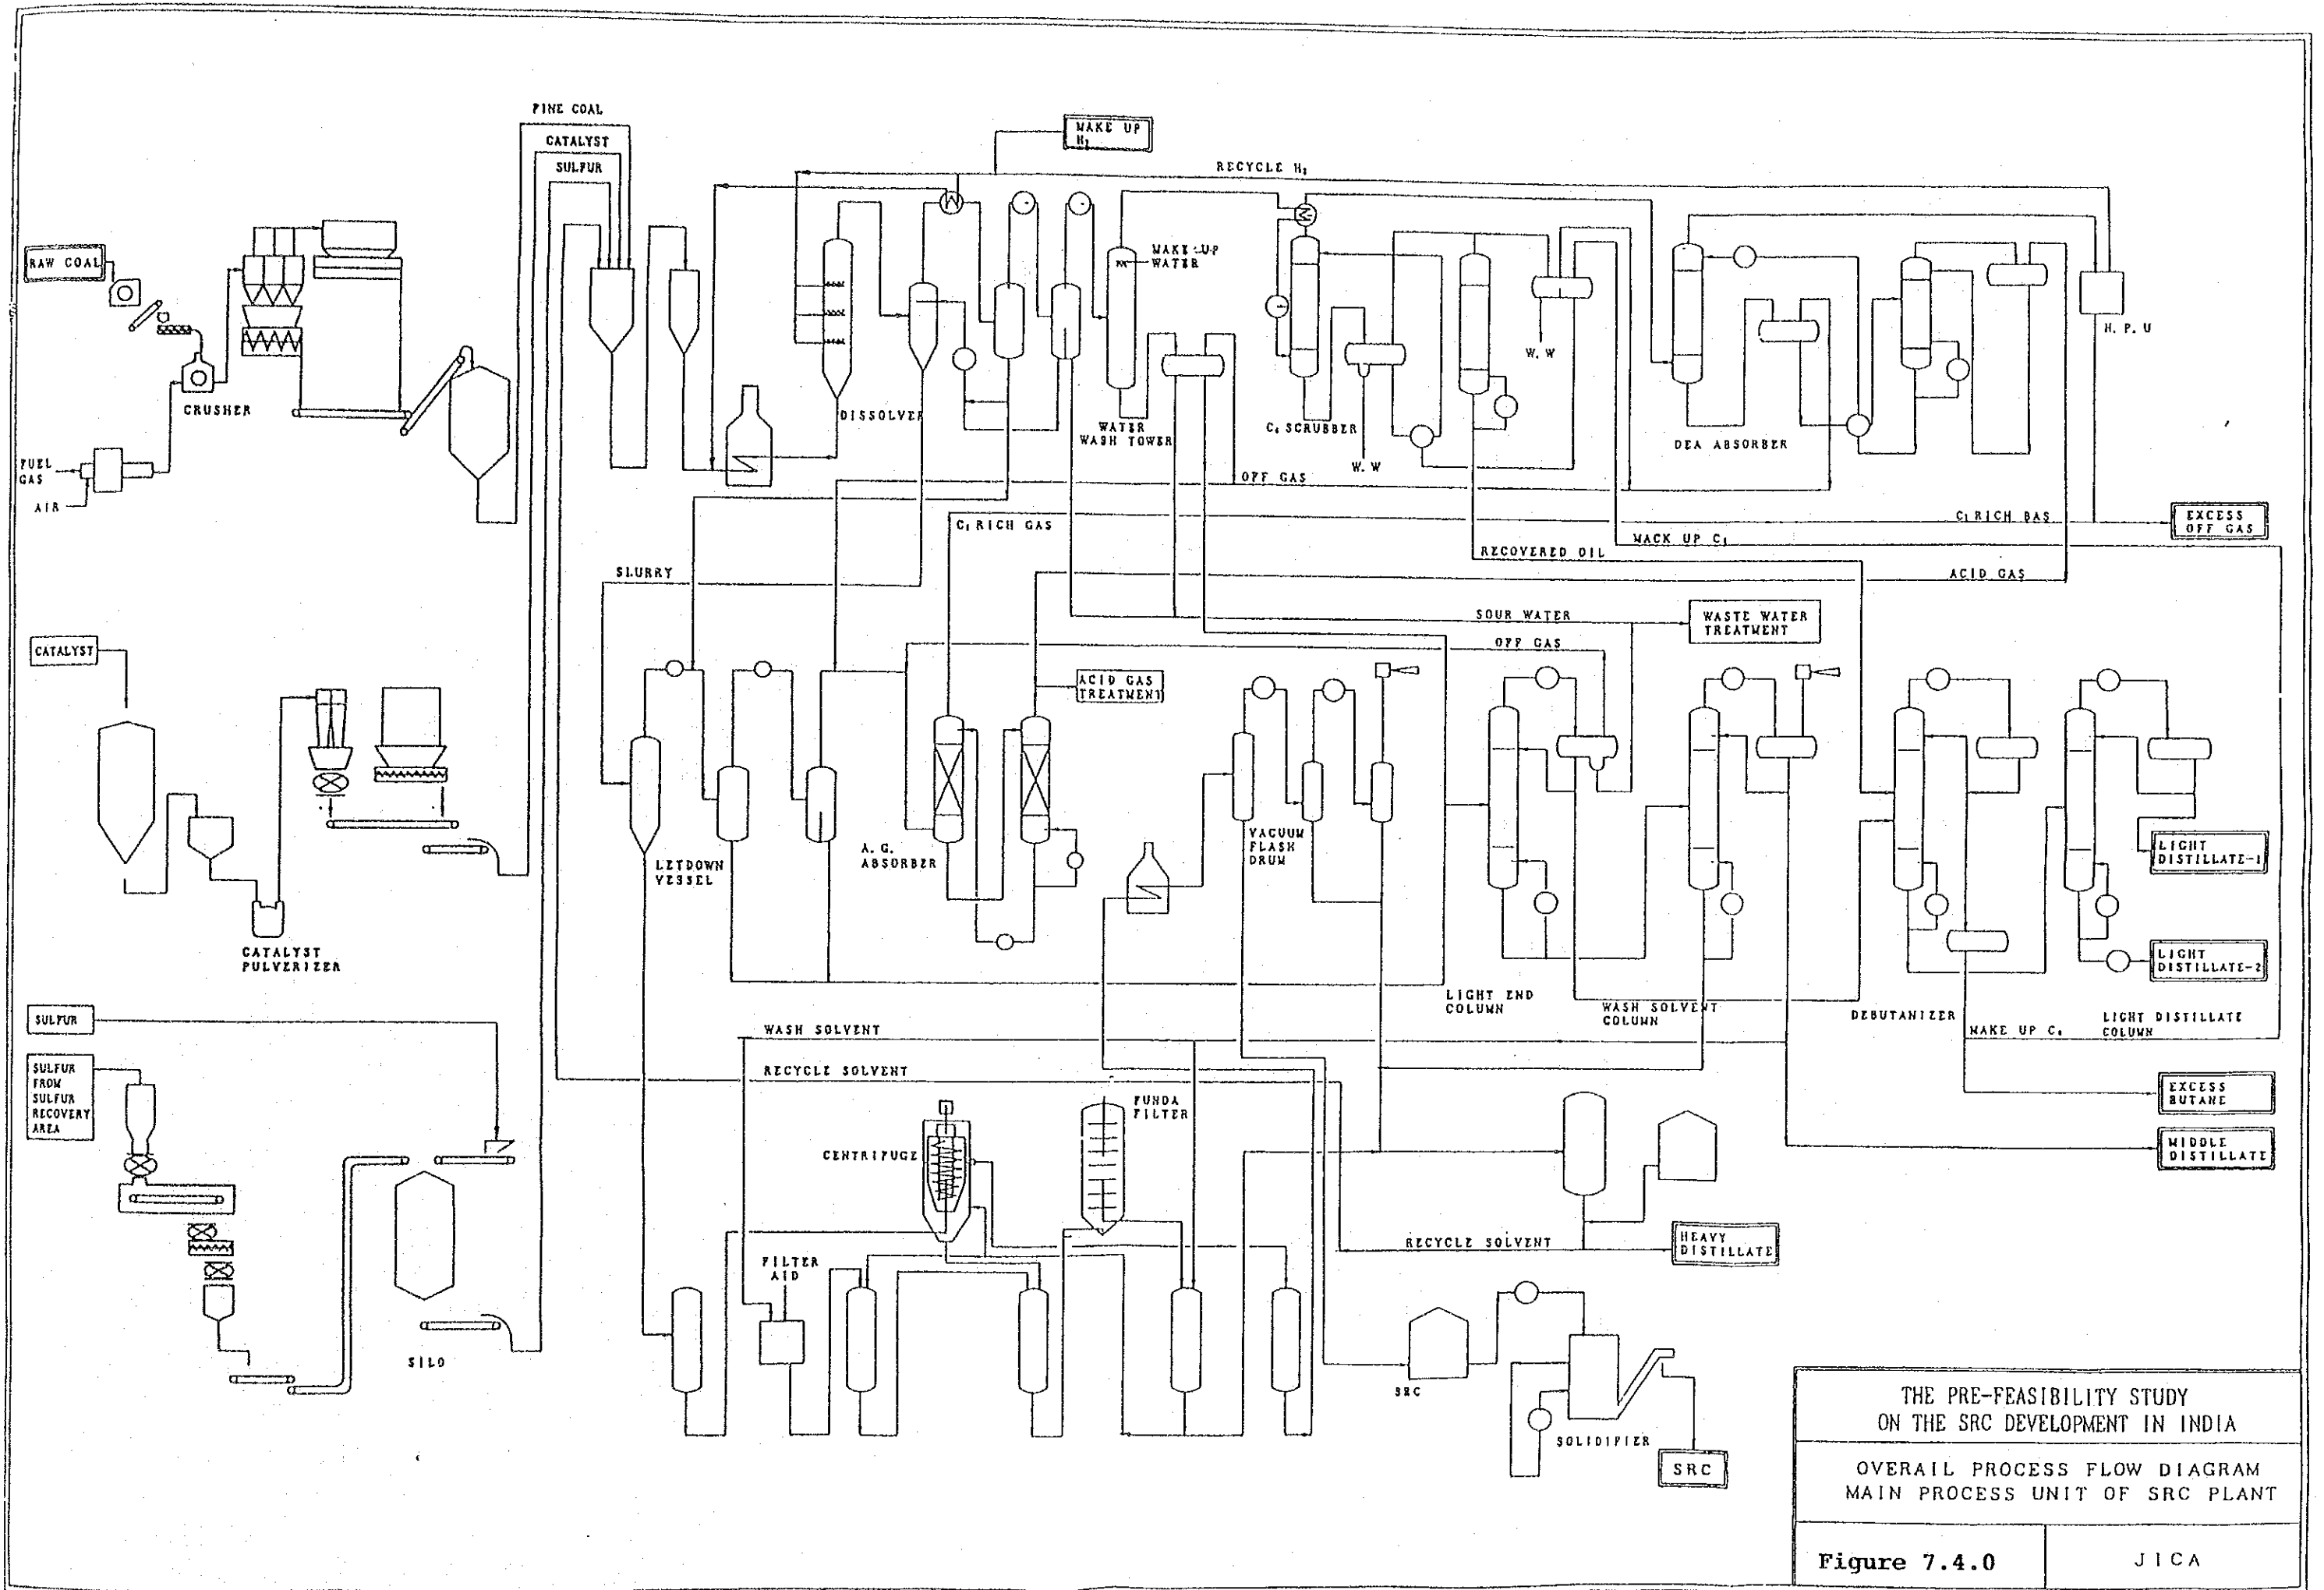 FINE COAL
CATALYST
SULFUR
MAKE UP
H₂
RECYCLE H₂
RAW COAL
CRUSHER
FUEL
GAS
AIR
DISSOLVER
MAKE-UP
WATER
WATER
WASH TOWER
C₄ SCRUBBER
W. W
W. W
DEA ABSORBER
H. P. U
OFF GAS
C₁ RICH GAS
C₁ RICH BAS
EXCESS
OFF GAS
RECOVERED OIL
MACK UP C₄
SLURRY
ACID GAS
SOUR WATER
WASTE WATER
TREATMENT
OFF GAS
CATALYST
ACID GAS
TREATMENT
CATALYST
PULVERIZER
LETDOWN
VESSEL
A. G.
ABSORBER
VACUUM
FLASH
DRUM
LIGHT
DISTILLATE-1
LIGHT
DISTILLATE-2
LIGHT END
COLUMN
WASH SOLVENT
COLUMN
DEBUTANIZER
MAKE UP C₄
LIGHT DISTILLATE
COLUMN
SULFUR
WASH SOLVENT
SULFUR
FROM
SULFUR
RECOVERY
AREA
RECYCLE SOLVENT
EXCESS
BUTANE
MIDDLE
DISTILLATE
CENTRIFUGE
FUNDA
FILTER
RECYCLE SOLVENT
HEAVY
DISTILLATE
FILTER
AID
SILO
SRC
SOLIDIFIER
SRC
THE PRE-FEASIBILITY STUDY
ON THE SRC DEVELOPMENT IN INDIA
OVERAIL PROCESS FLOW DIAGRAM
MAIN PROCESS UNIT OF SRC PLANT
Figure 7.4.0
JICA